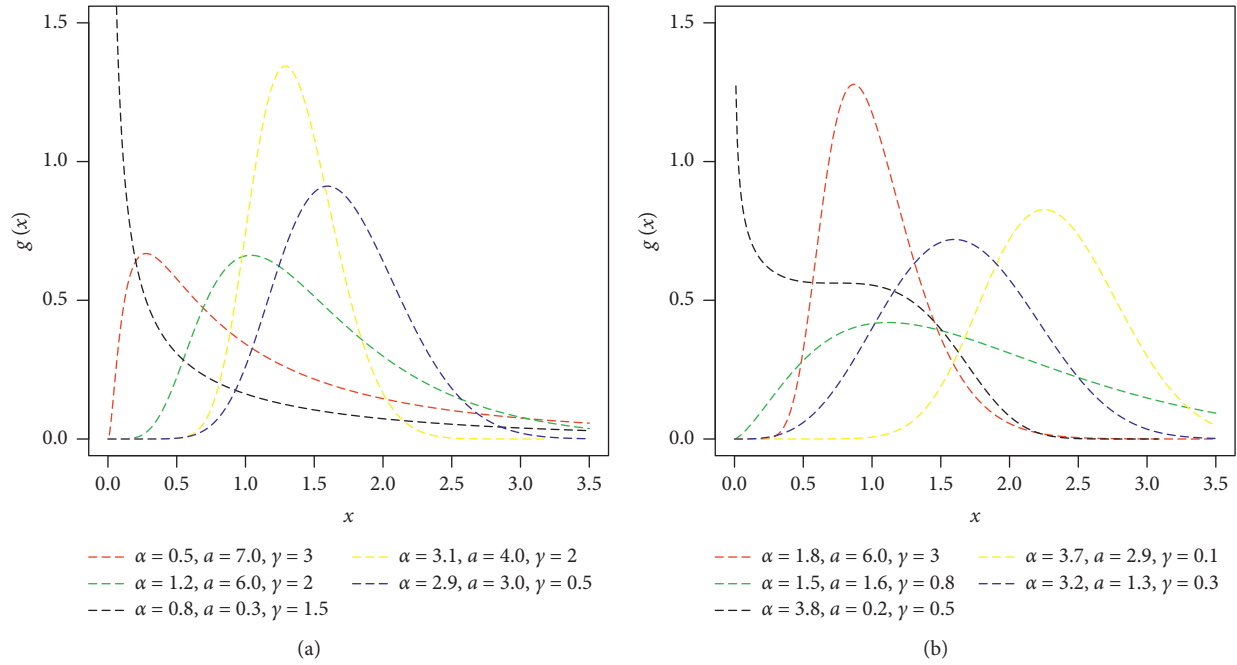 1.5
1.0
0.5
0.0
g (x)
0.0 0.5 1.0 1.5 2.0 2.5 3.0 3.5
x
α = 0.5, a = 7.0, γ = 3
α = 1.2, a = 6.0, γ = 2
α = 0.8, a = 0.3, γ = 1.5
α = 3.1, a = 4.0, γ = 2
α = 2.9, a = 3.0, γ = 0.5
(a)
1.5
1.0
0.5
0.0
g (x)
0.0 0.5 1.0 1.5 2.0 2.5 3.0 3.5
x
α = 1.8, a = 6.0, γ = 3
α = 1.5, a = 1.6, γ = 0.8
α = 3.8, a = 0.2, γ = 0.5
α = 3.7, a = 2.9, γ = 0.1
α = 3.2, a = 1.3, γ = 0.3
(b)